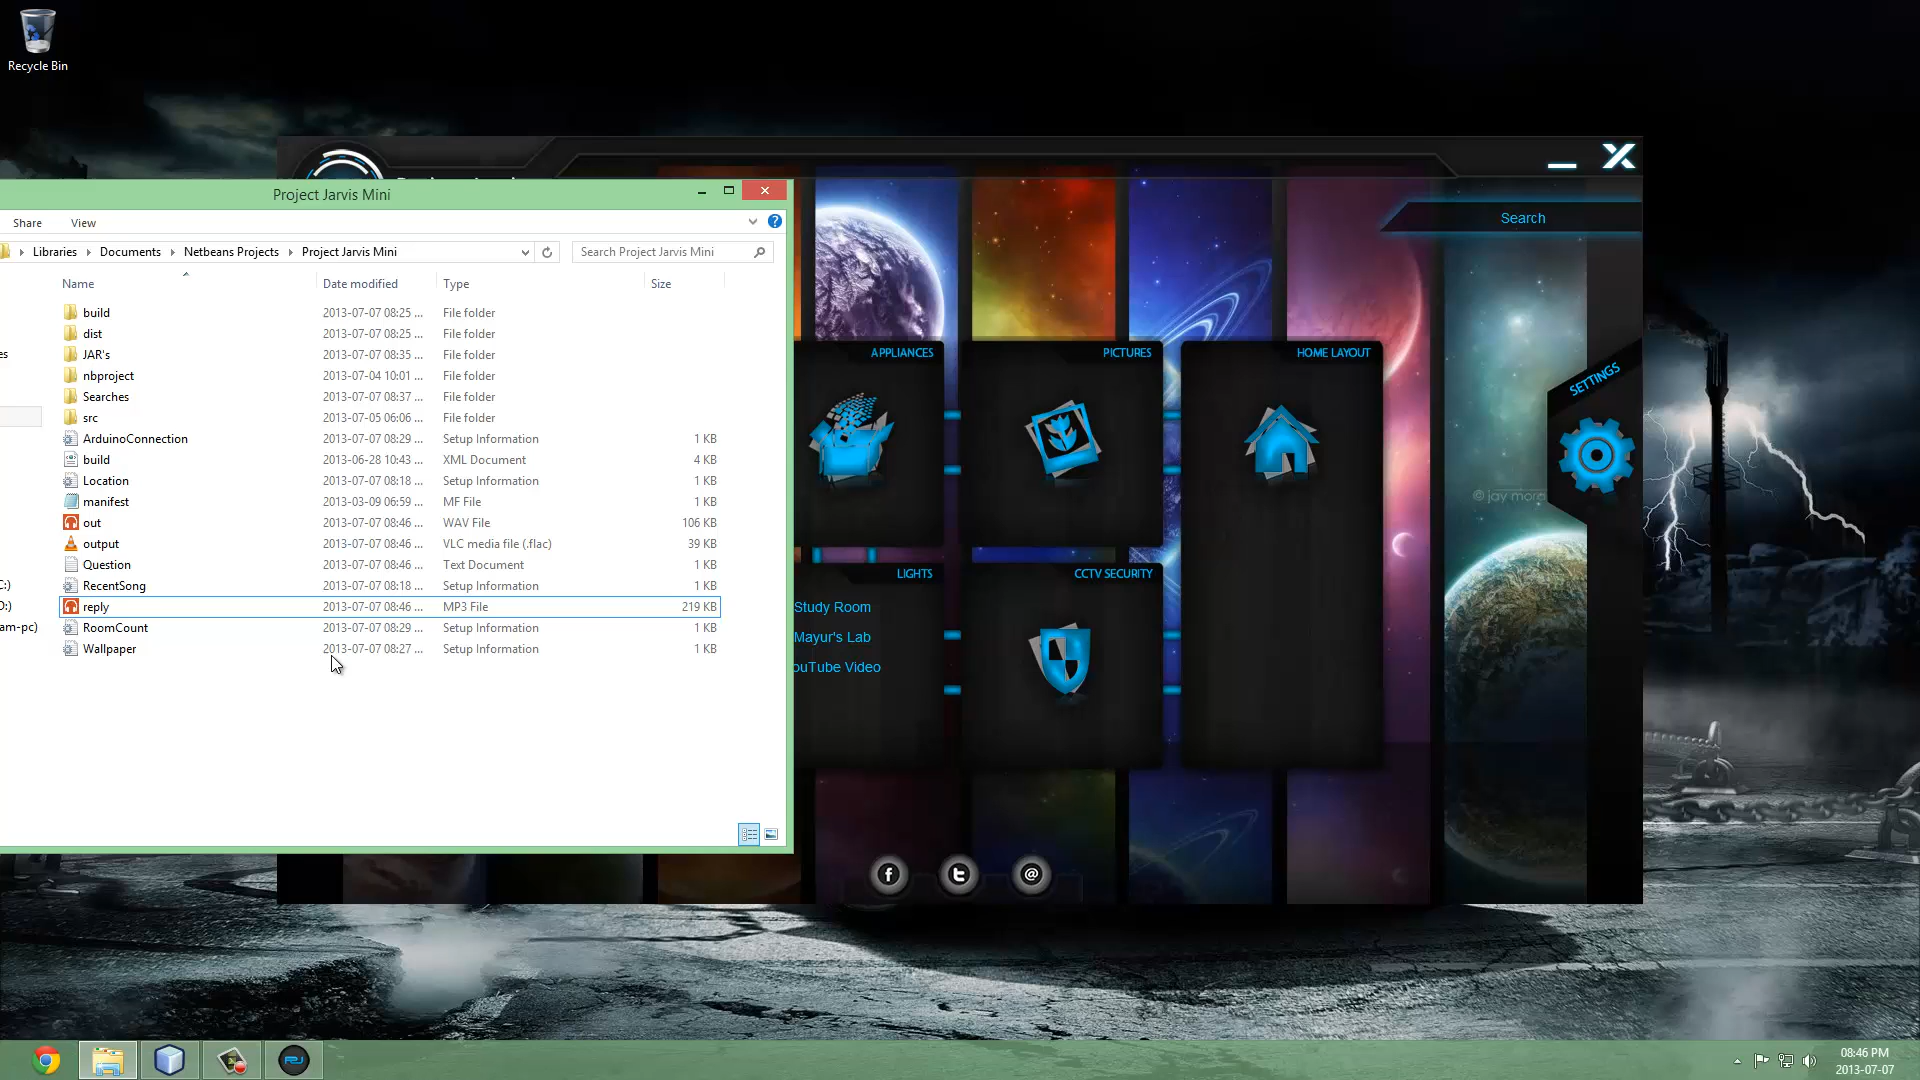 Recycle Bin
Project Jarvis Mini
Share View
Libraries Documents Netbeans Projects Project Jarvis Mini Search Project Jarvis Mini
Name Date modified Type Size
build 2013-07-07 08:25 ... File folder
dist 2013-07-07 08:25 ... File folder
JAR's 2013-07-07 08:35 ... File folder
nbproject 2013-07-04 10:01 ... File folder
Searches 2013-07-07 08:37 ... File folder
src 2013-07-05 06:06 ... File folder
ArduinoConnection 2013-07-07 08:29 ... Setup Information 1 KB
build 2013-06-28 10:43 ... XML Document 4 KB
Location 2013-07-07 08:18 ... Setup Information 1 KB
manifest 2013-03-09 06:59 ... MF File 1 KB
out 2013-07-07 08:46 ... WAV File 106 KB
output 2013-07-07 08:46 ... VLC media file (.flac) 39 KB
Question 2013-07-07 08:46 ... Text Document 1 KB
RecentSong 2013-07-07 08:18 ... Setup Information 1 KB
reply 2013-07-07 08:46 ... MP3 File 219 KB
RoomCount 2013-07-07 08:29 ... Setup Information 1 KB
Wallpaper 2013-07-07 08:27 ... Setup Information 1 KB
es
C:)
D:)
am-pc)
Search
APPLIANCES
PICTURES
HOME LAYOUT
SETTINGS
© jay mora
LIGHTS
Study Room
Mayur's Lab
ouTube Video
CCTV SECURITY
08:46 PM
2013-07-07